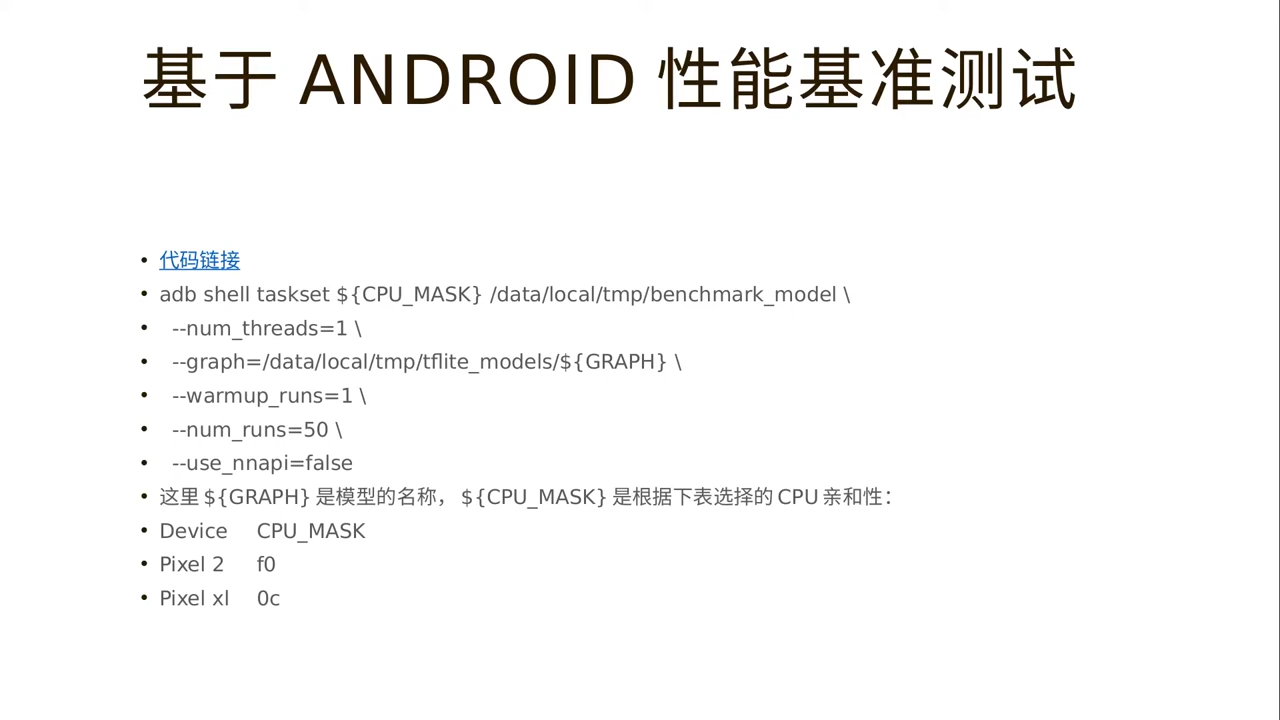 基于 ANDROID 性能基准测试
• 代码链接
• adb shell taskset ${CPU_MASK} /data/local/tmp/benchmark_model \
• --num_threads=1 \
• --graph=/data/local/tmp/tflite_models/${GRAPH} \
• --warmup_runs=1 \
• --num_runs=50 \
• --use_nnapi=false
• 这里 ${GRAPH} 是模型的名称， ${CPU_MASK} 是根据下表选择的 CPU 亲和性：
• Device CPU_MASK
• Pixel 2 f0
• Pixel xl 0c